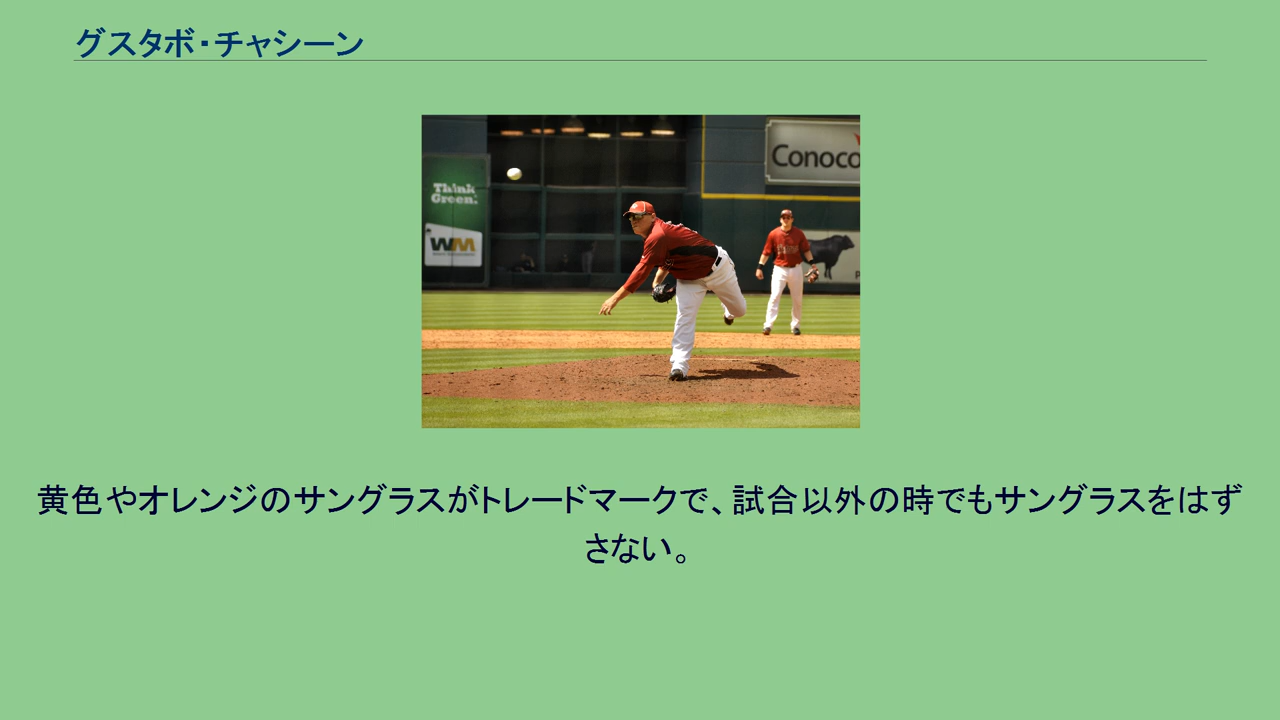 グスタボ・チャシーン
Think
Green.
WM
Conoco
黄色やオレンジのサングラスがトレードマークで、試合以外の時でもサングラスをはず
さない。